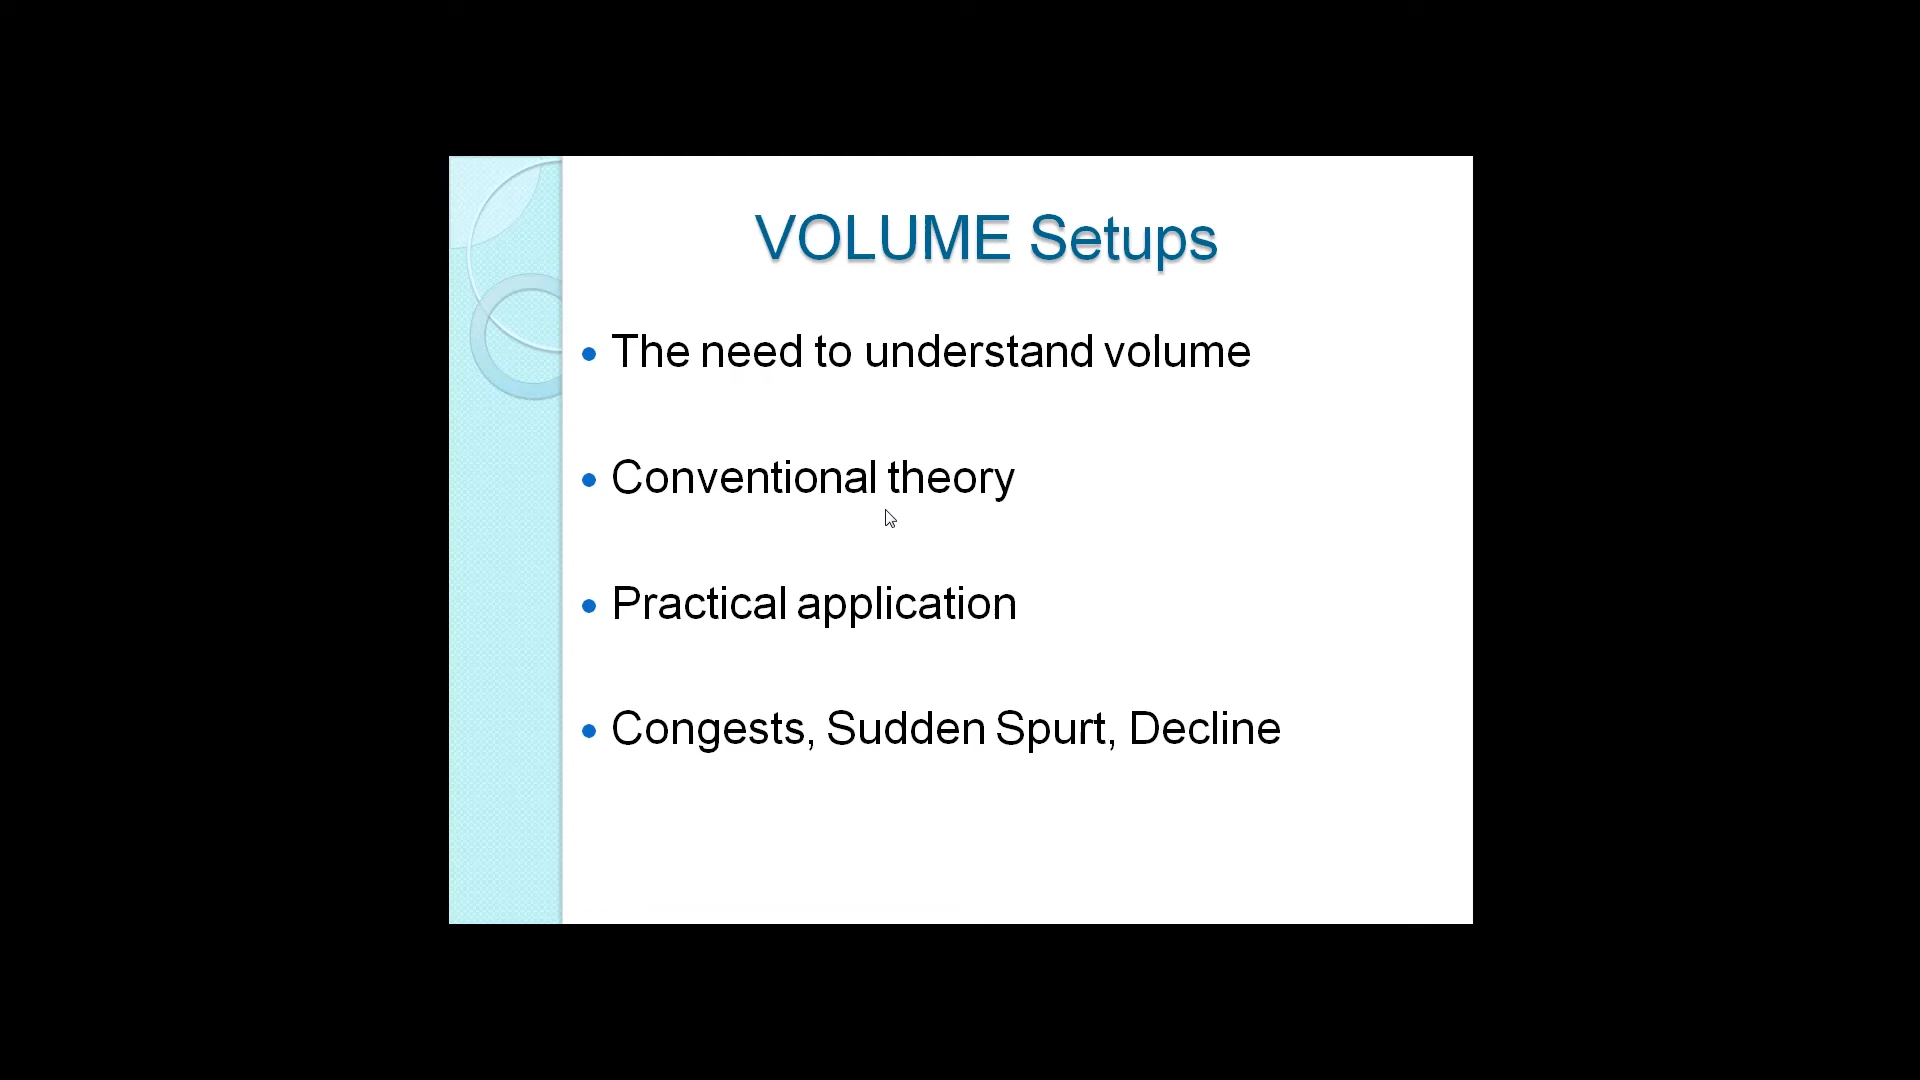 VOLUME Setups
The need to understand volume
Conventional theory
Practical application
Congests, Sudden Spurt, Decline